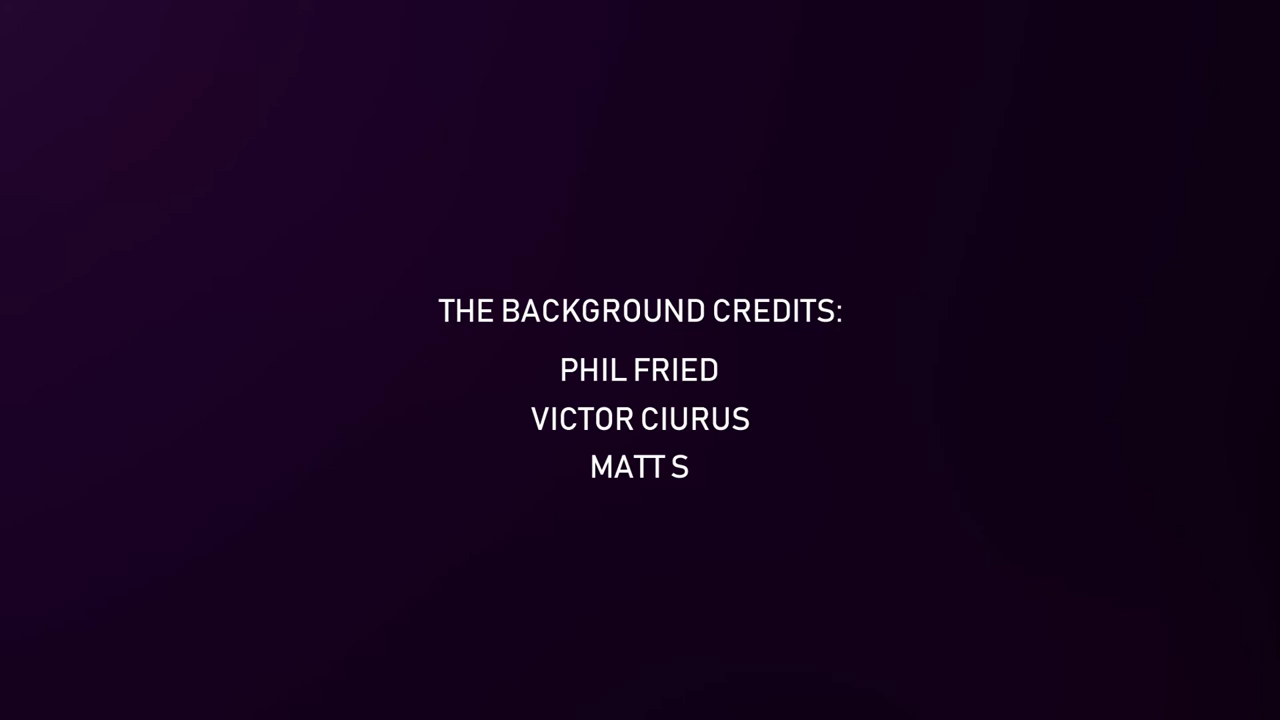 THE BACKGROUND CREDITS:
PHIL FRIED
VICTOR CIURUS
MATT S